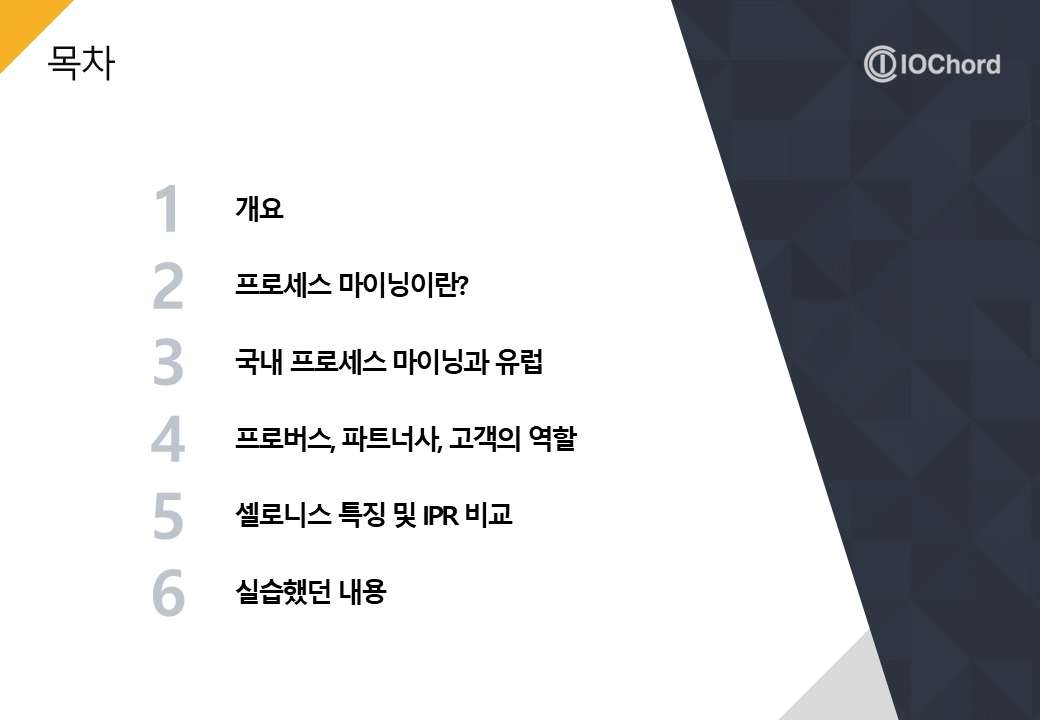 목차
IOChord
1 개요
2 프로세스 마이닝이란?
3 국내 프로세스 마이닝과 유럽
4 프로버스, 파트너사, 고객의 역할
5 셀로니스 특징 및 IPR 비교
6 실습했던 내용